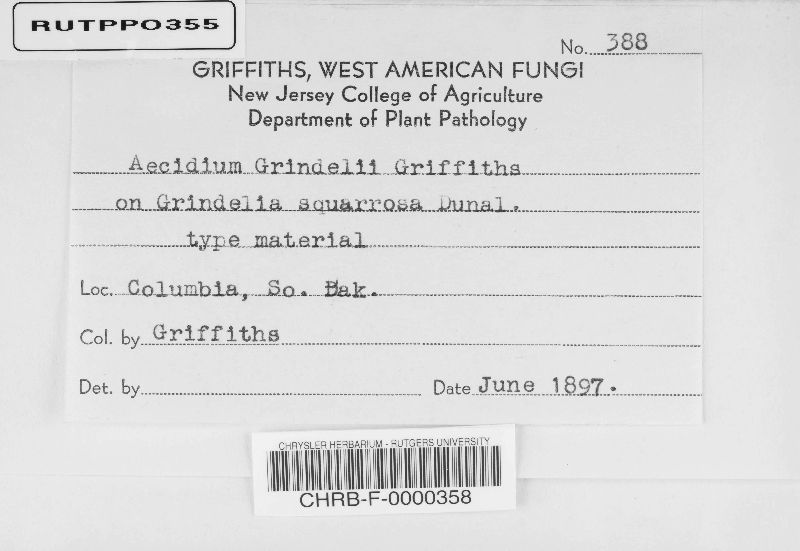 RUTPPO355
No. 388
GRIFFITHS, WEST AMERICAN FUNGI
New Jersey College of Agriculture
Department of Plant Pathology
Aecidium Grindelii Griffiths
on Grindelia squarrosa Dunal.
type material
Loc. Columbia, So. Dak.
Col. by Griffiths
Det. by
Date June 1897.
CHRYSLER HERBARIUM - RUTGERS UNIVERSITY
CHRB-F-0000358